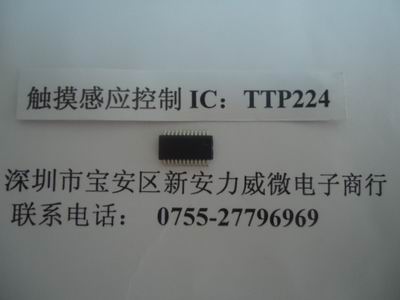 触摸感应控制 IC：TTP224
深圳市宝安区新安力威微电子商行
联系电话： 0755-27796969